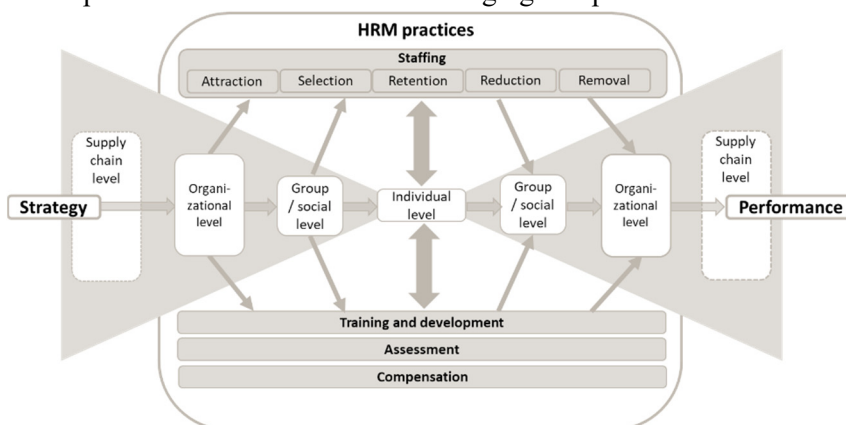 HRM practices
Staffing
Attraction
Selection
Retention
Reduction
Removal
Supply
chain
level
Strategy
Organi-
zational
level
Group
/ social
level
Individual
level
Group
/ social
level
Organi-
zational
level
Supply
chain
level
Performance
Training and development
Assessment
Compensation